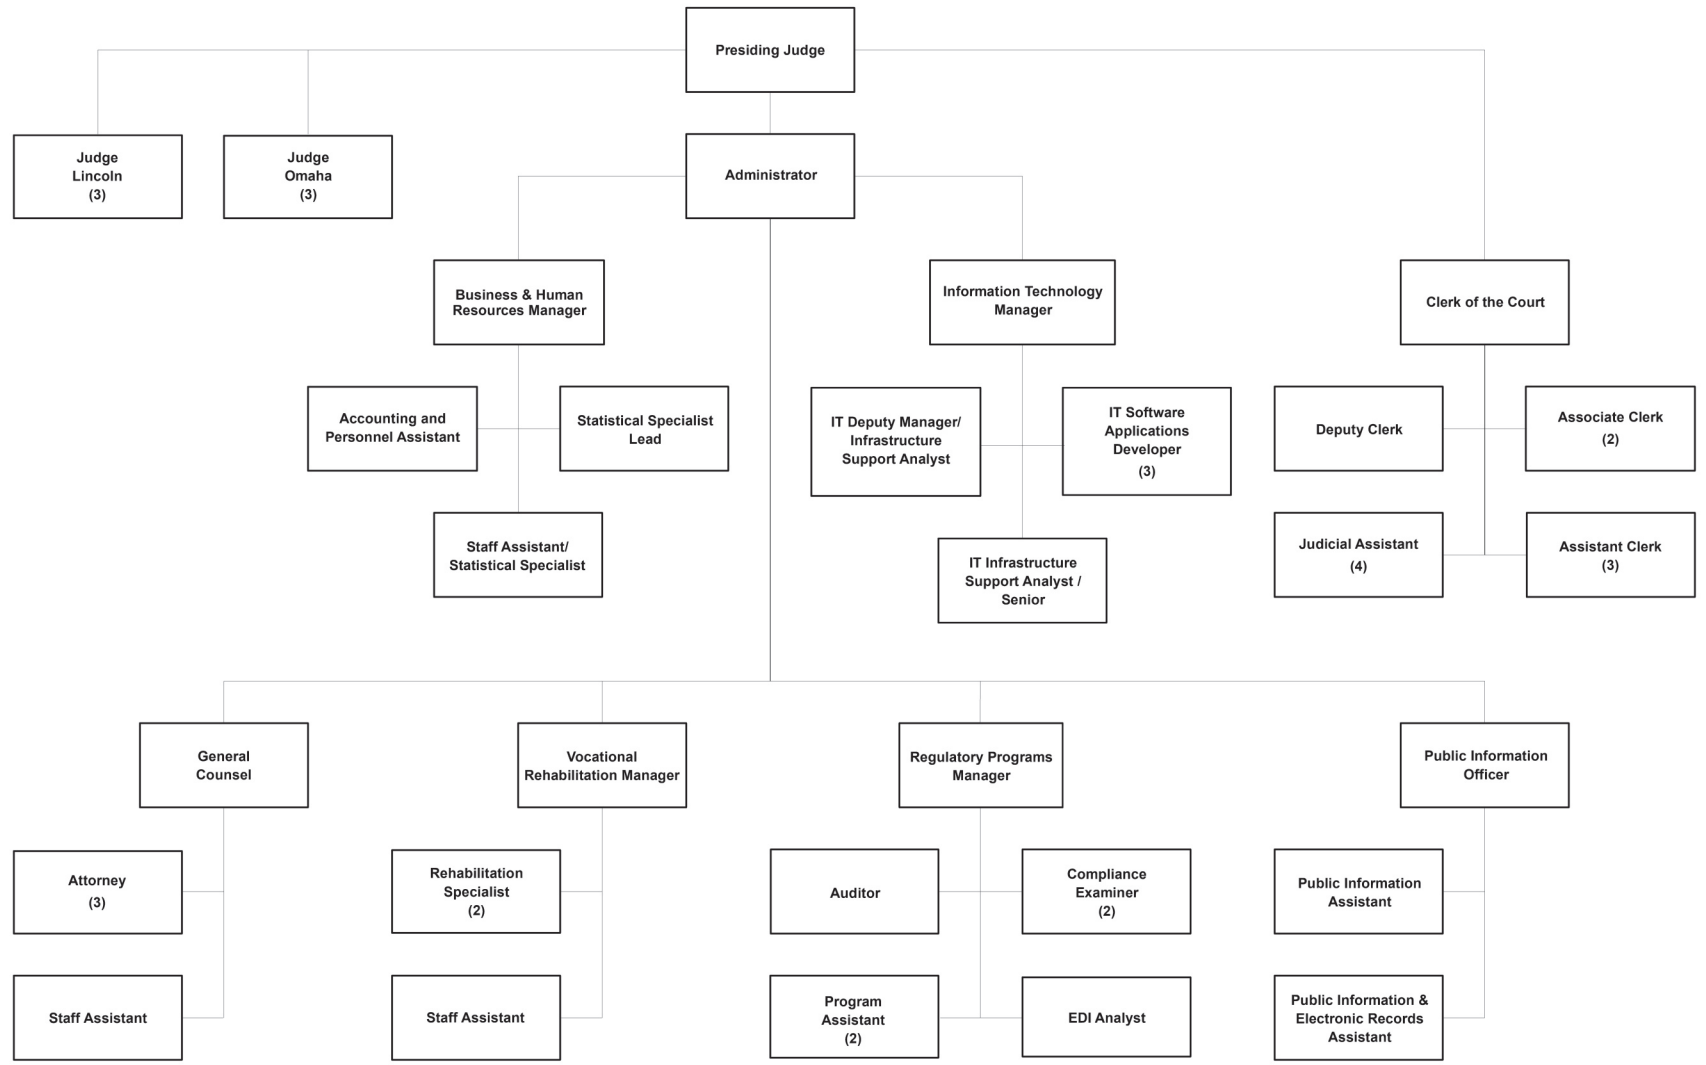 Presiding Judge
Judge
Lincoln
(3)
Judge
Omaha
(3)
Administrator
Business & Human
Resources Manager
Information Technology
Manager
Clerk of the Court
Accounting and
Personnel Assistant
Statistical Specialist
Lead
IT Deputy Manager/
Infrastructure
Support Analyst
IT Software
Applications
Developer
(3)
Deputy Clerk
Associate Clerk
(2)
Staff Assistant/
Statistical Specialist
IT Infrastructure
Support Analyst /
Senior
Judicial Assistant
(4)
Assistant Clerk
(3)
General
Counsel
Vocational
Rehabilitation Manager
Regulatory Programs
Manager
Public Information
Officer
Attorney
(3)
Rehabilitation
Specialist
(2)
Auditor
Compliance
Examiner
(2)
Public Information
Assistant
Staff Assistant
Staff Assistant
Program
Assistant
(2)
EDI Analyst
Public Information &
Electronic Records
Assistant